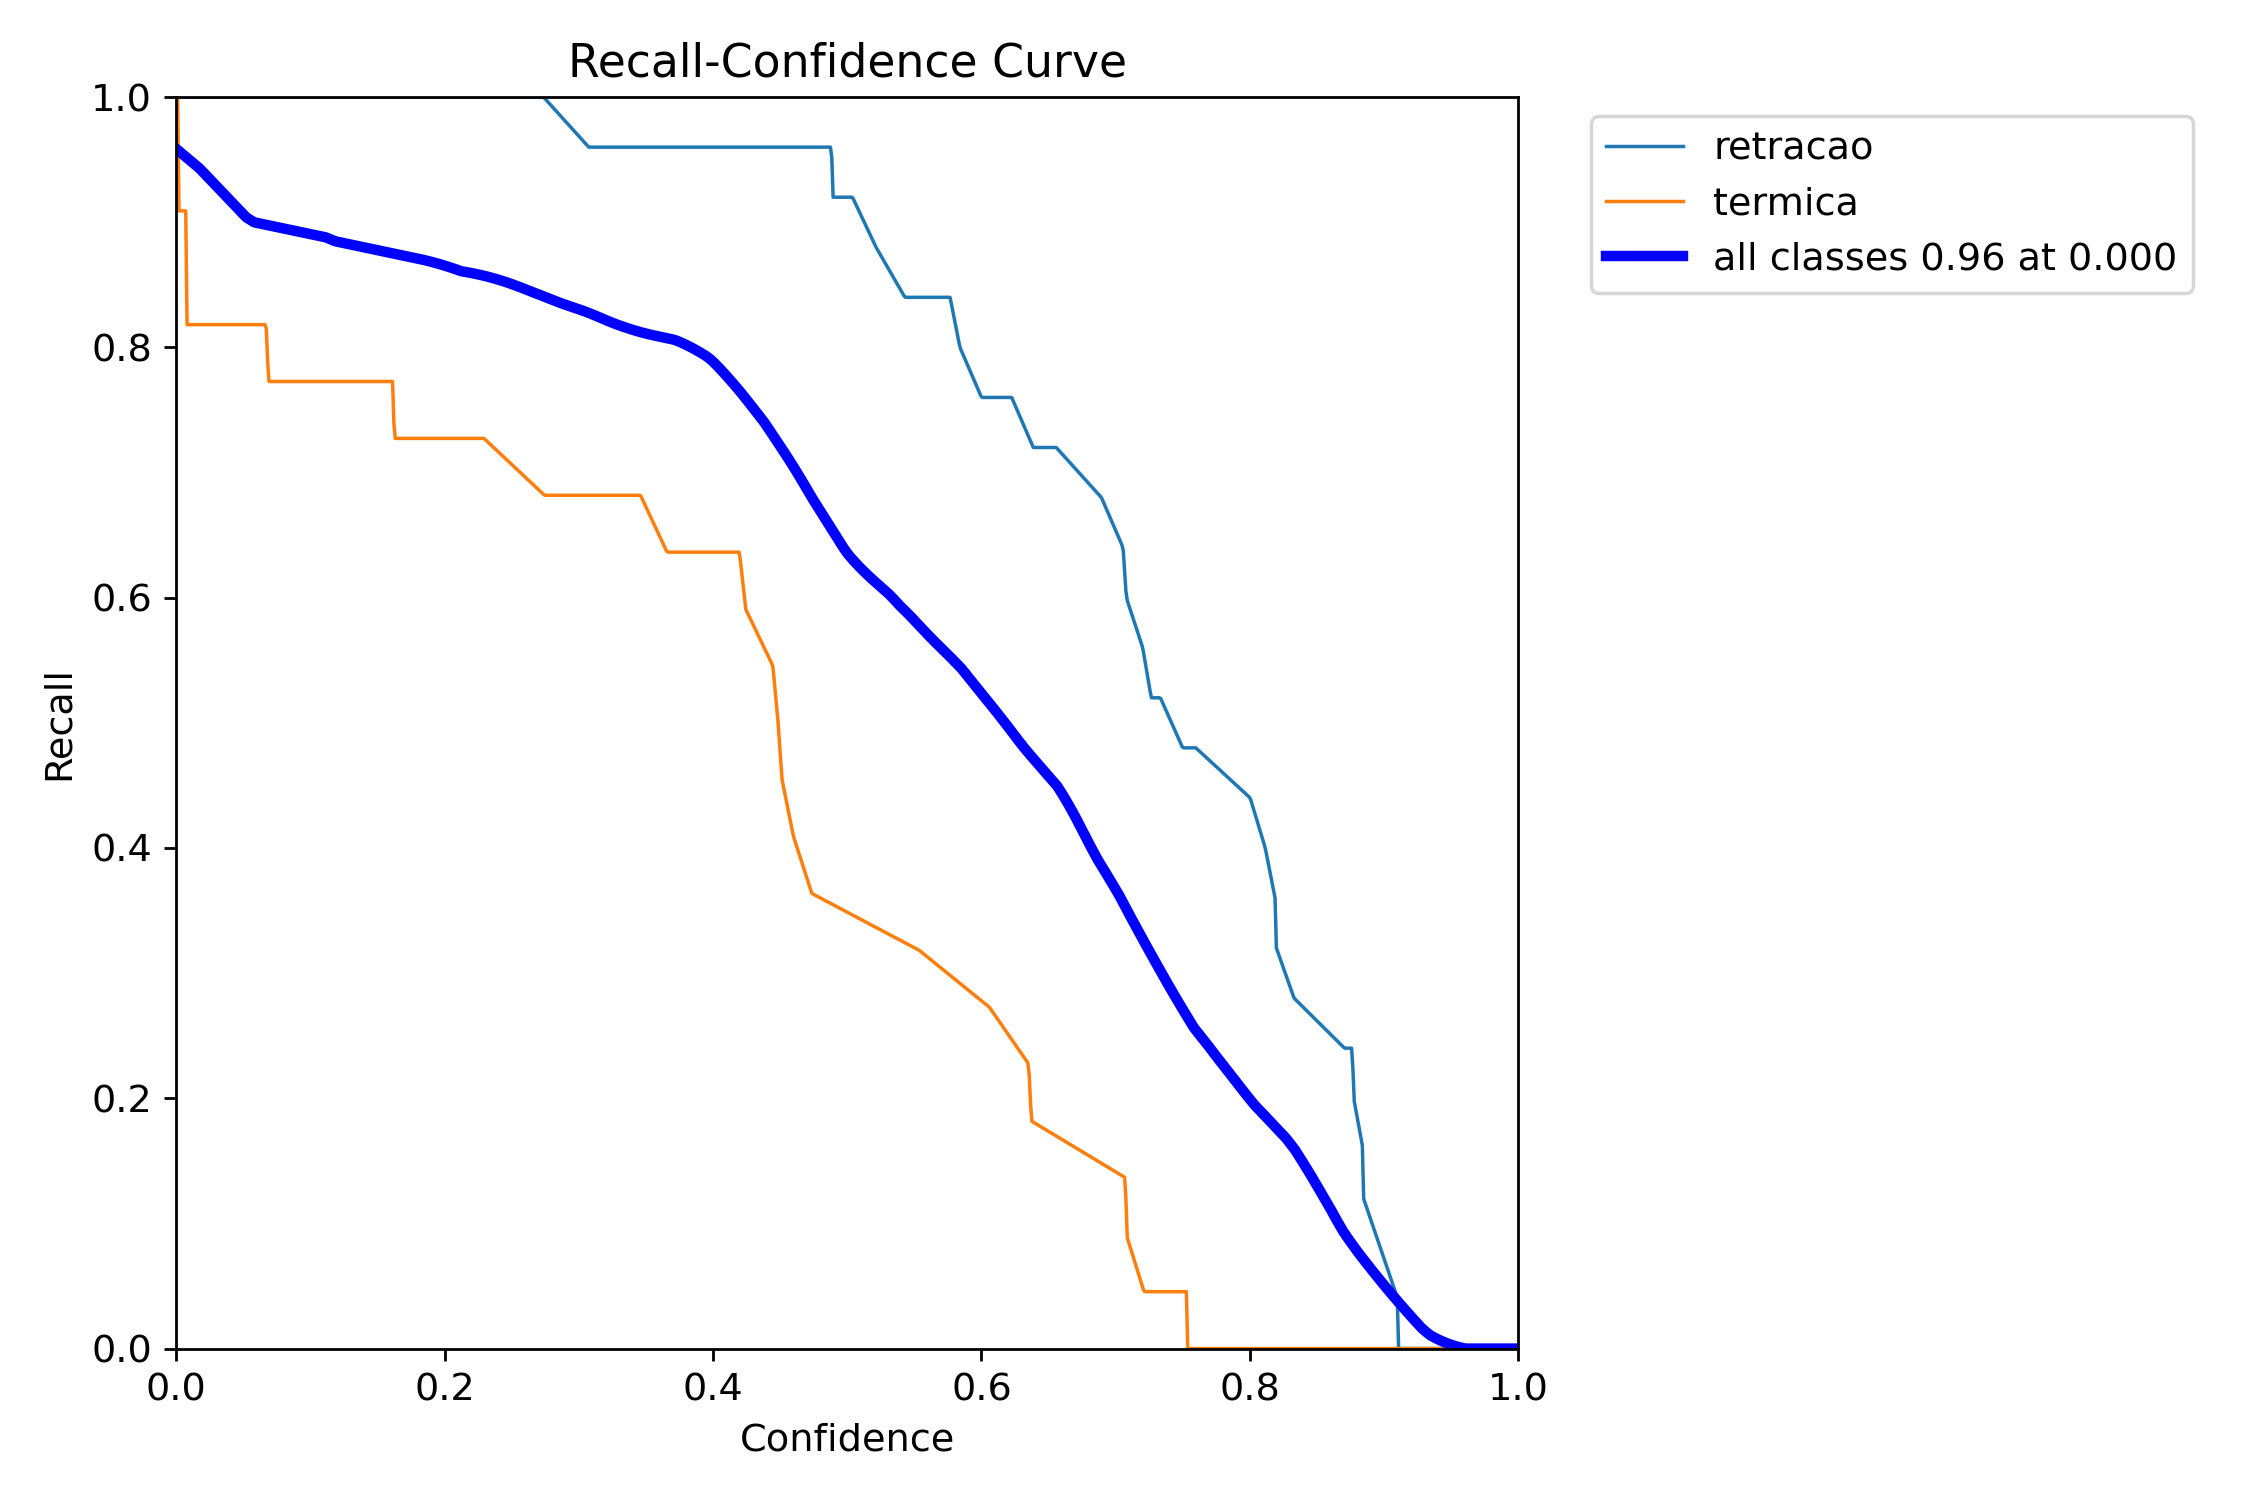 Recall-Confidence Curve
1.0
0.8
0.6
0.4
0.2
0.0
Recall
0.0 0.2 0.4 0.6 0.8 1.0
Confidence
retracao
termica
all classes 0.96 at 0.000